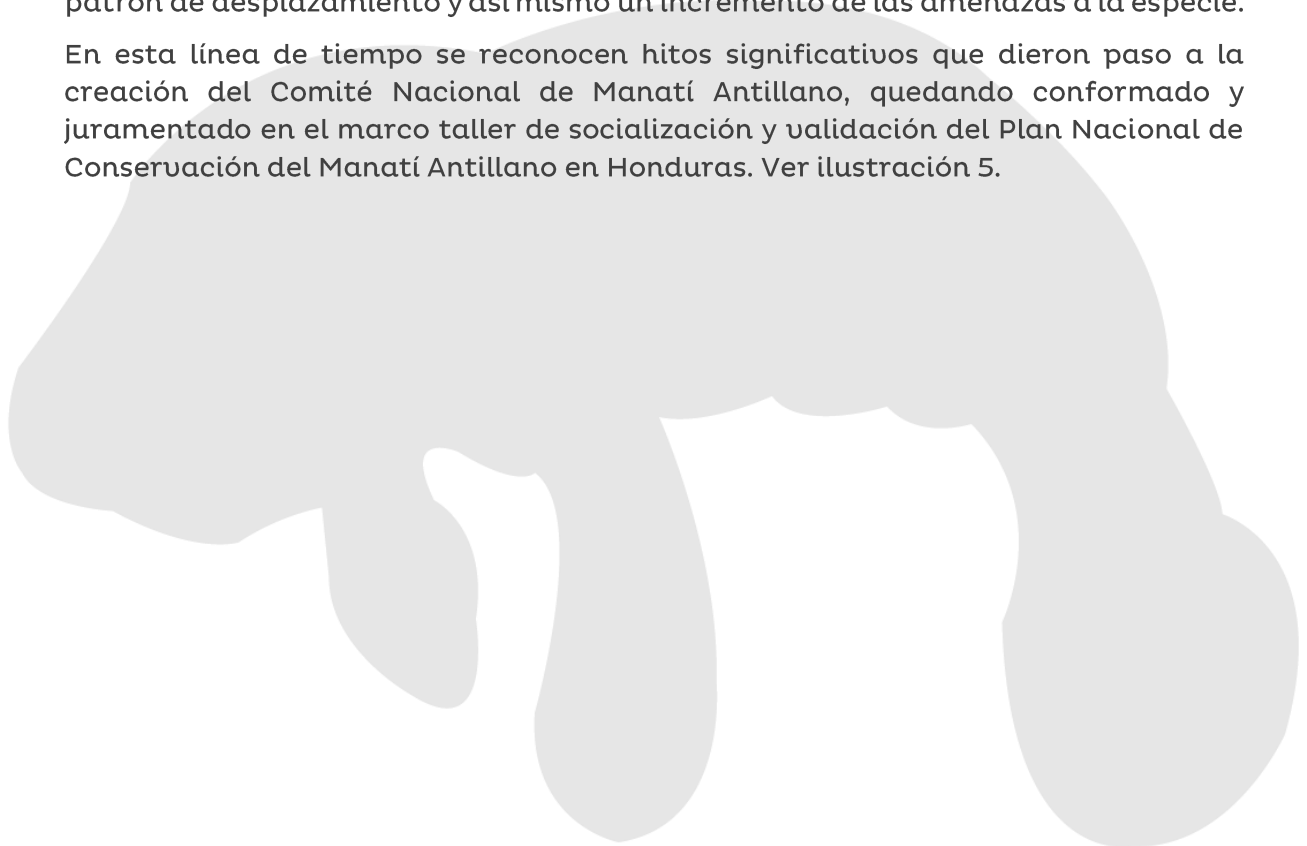 patrón de desplazamiento y así mismo un incremento de las amenazas a la especie.
En esta línea de tiempo se reconocen hitos significativos que dieron paso a la
creación del Comité Nacional de Manatí Antillano, quedando conformado y
juramentado en el marco taller de socialización y validación del Plan Nacional de
Conservación del Manatí Antillano en Honduras. Ver ilustración 5.